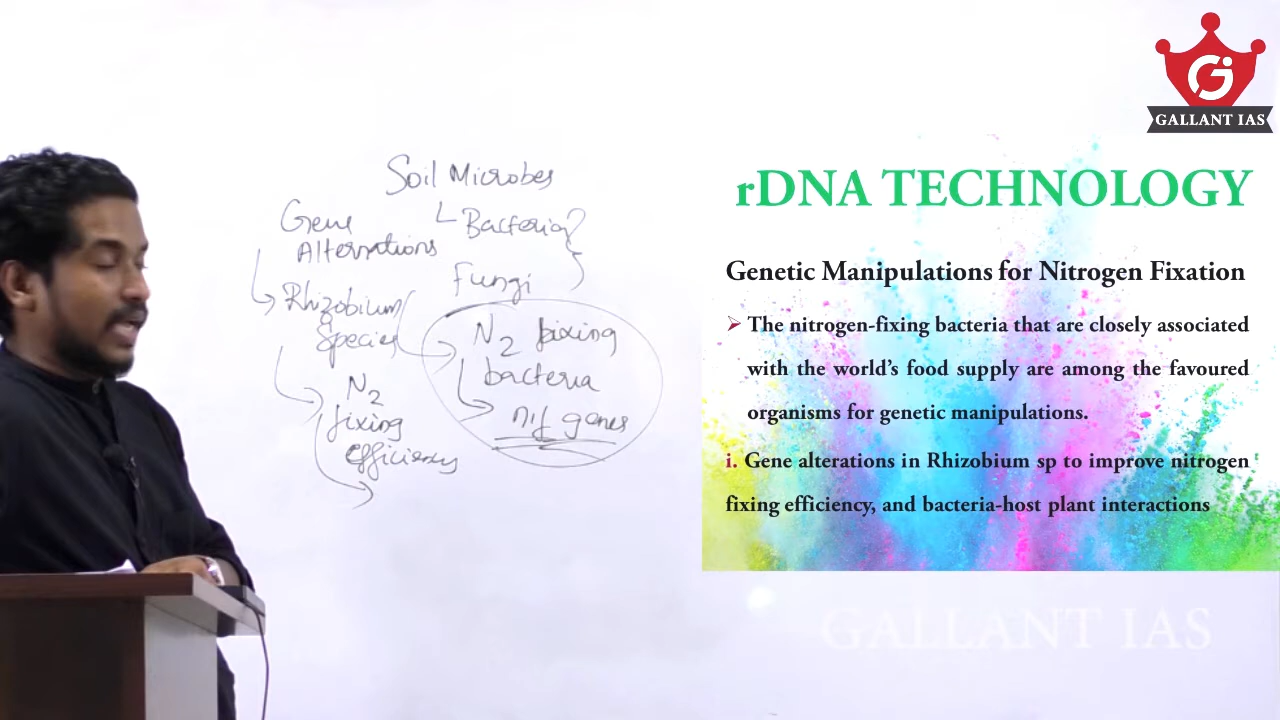 GALLANT IAS
Soil Microbes
Gene
Alternations
Bacteria
Fungi
Rhizobium
Species
N2
fixing
efficiency
N2 fixing
bacteria
nif genes
rDNA TECHNOLOGY
Genetic Manipulations for Nitrogen Fixation
➢ The nitrogen-fixing bacteria that are closely associated
with the world's food supply are among the favoured
organisms for genetic manipulations.
i. Gene alterations in Rhizobium sp to improve nitrogen
fixing efficiency, and bacteria-host plant interactions
GALLANT IAS